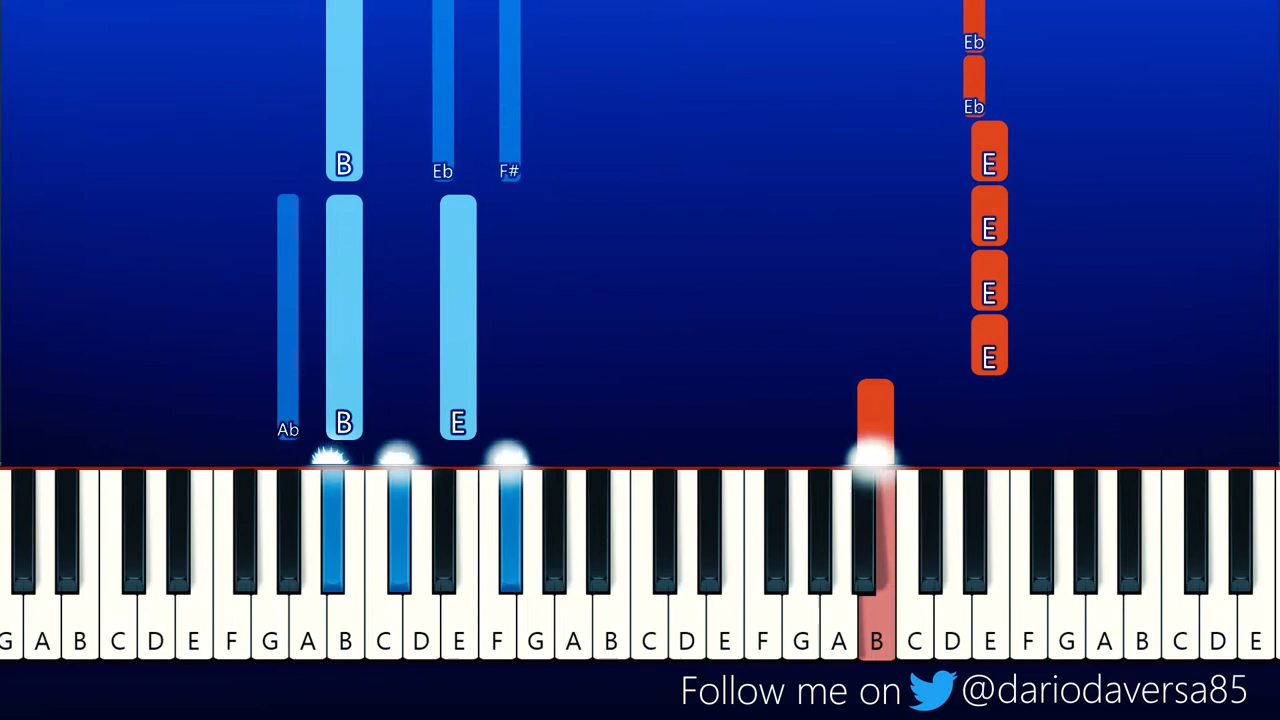 Eb
Eb
B Eb F# E
E
E
Ab B E E
G A B C D E F G A B C D E F G A B C D E F G A B C D E F G A B C D E
Follow me on @dariodaversa85